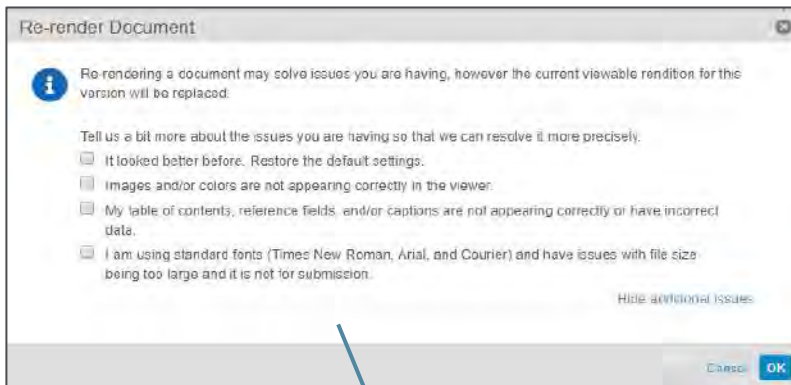 Re-render Document
Re-rendering a document may solve issues you are having, however the current viewable rendition for this
version will be replaced.
Tell us a bit more about the issues you are having so that we can resolve it more precisely.
It looked better before. Restore the default settings.
Images and/or colors are not appearing correctly in the viewer.
My table of contents, reference fields, and/or captions are not appearing correctly or have incorrect
data.
I am using standard fonts (Times New Roman, Arial, and Courier) and have issues with file size
being too large and it is not for submission.
Hide additional issues
Cancel OK